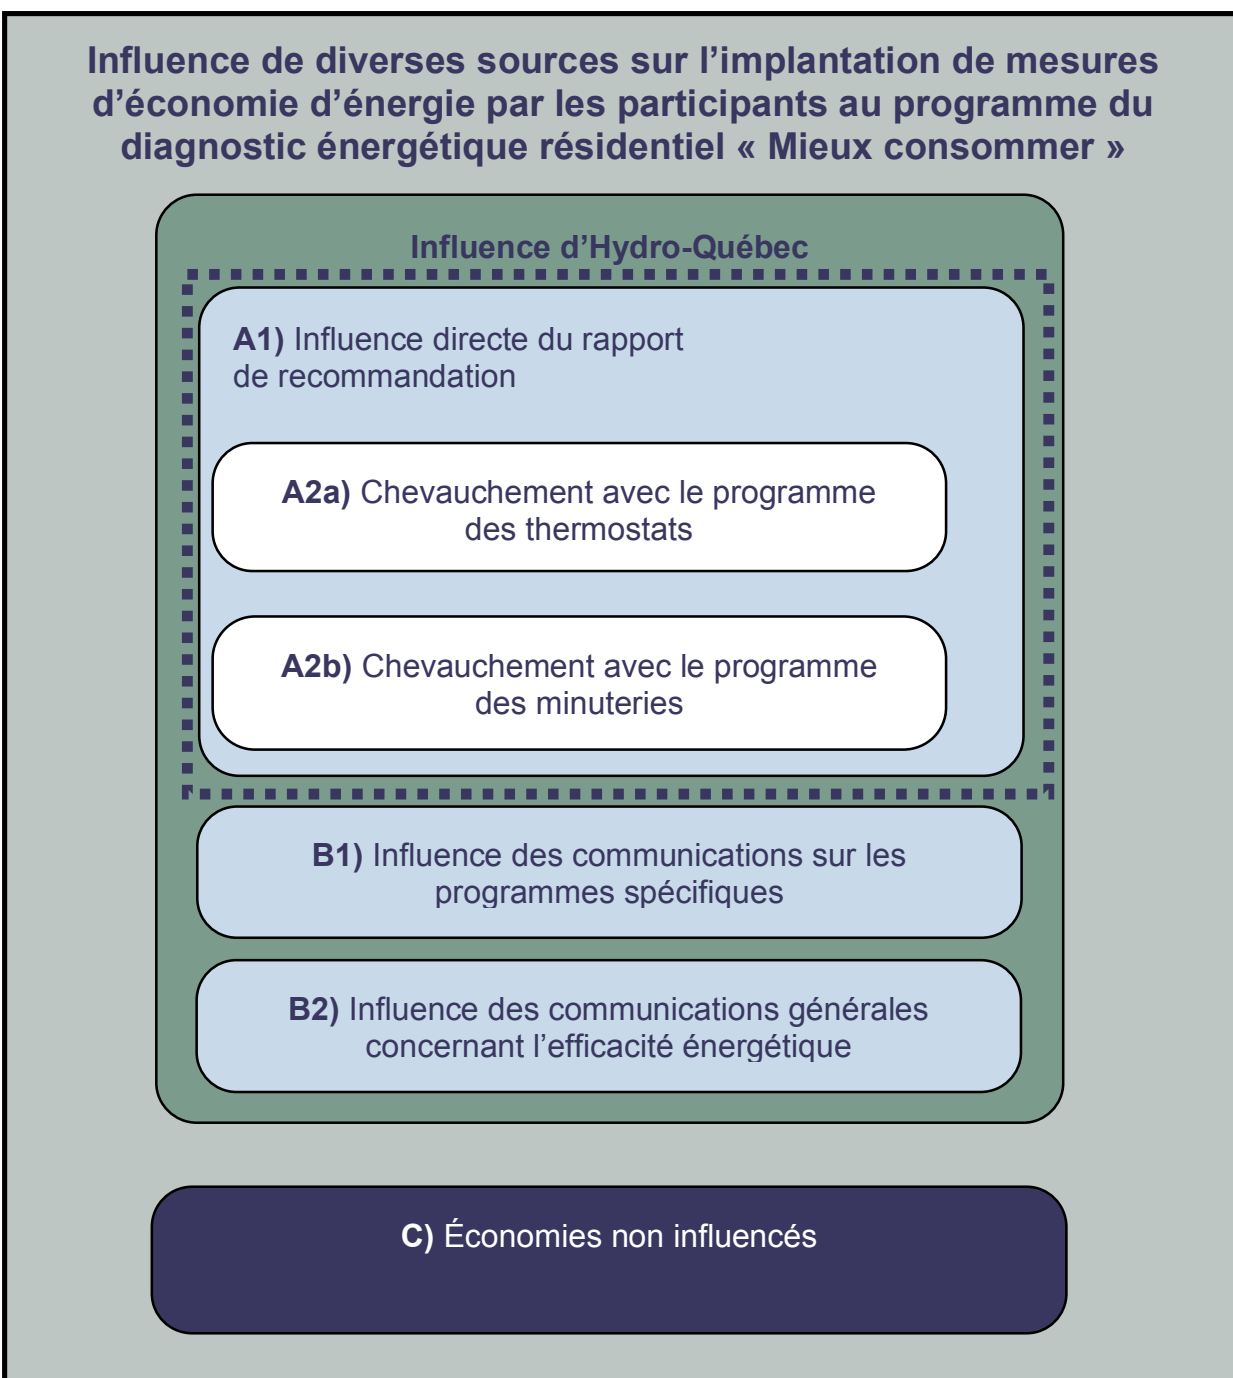 Influence de diverses sources sur l’implantation de mesures
d’économie d’énergie par les participants au programme du
diagnostic énergétique résidentiel « Mieux consommer »
Influence d’Hydro-Québec
A1) Influence directe du rapport
de recommandation
A2a) Chevauchement avec le programme
des thermostats
A2b) Chevauchement avec le programme
des minuteries
B1) Influence des communications sur les
programmes spécifiques
B2) Influence des communications générales
concernant l’efficacité énergétique
C) Économies non influencés